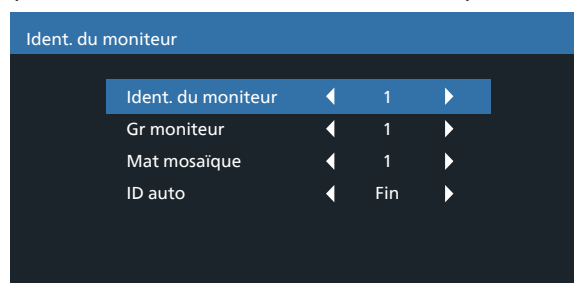 Ident. du moniteur
Ident. du moniteur 1
Gr moniteur 1
Mat mosaïque 1
ID auto Fin